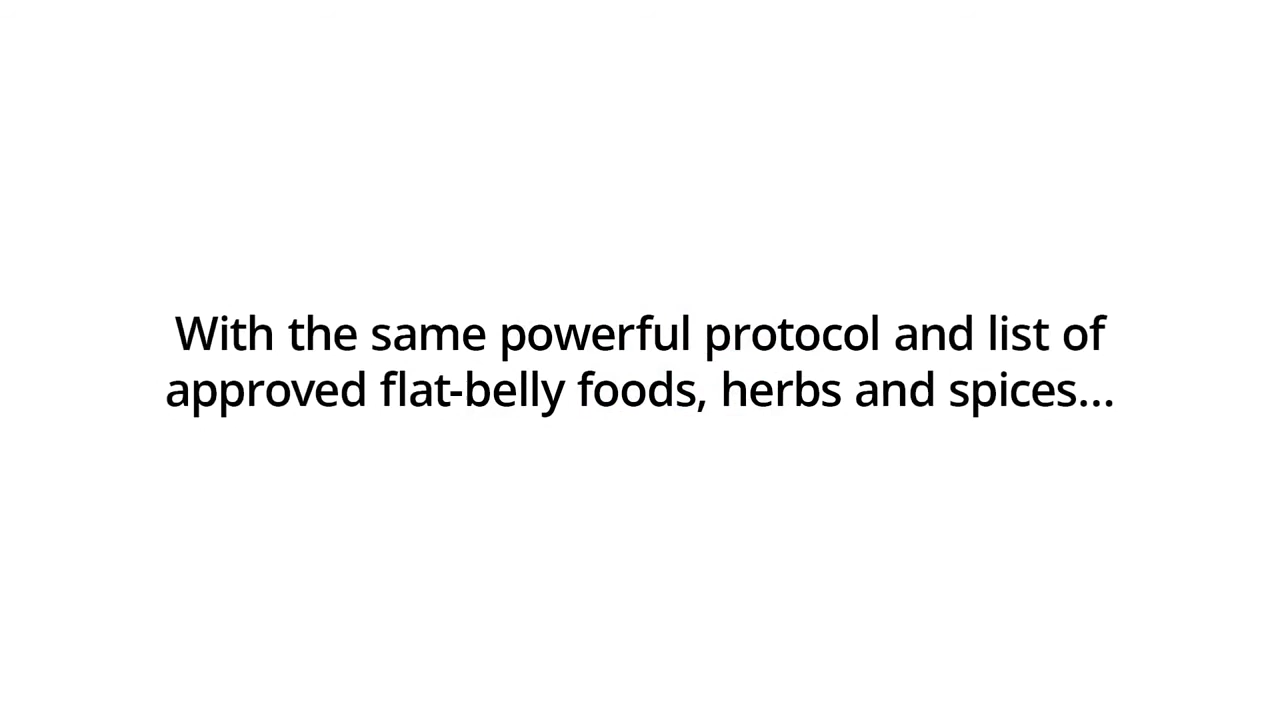 With the same powerful protocol and list of
approved flat-belly foods, herbs and spices...